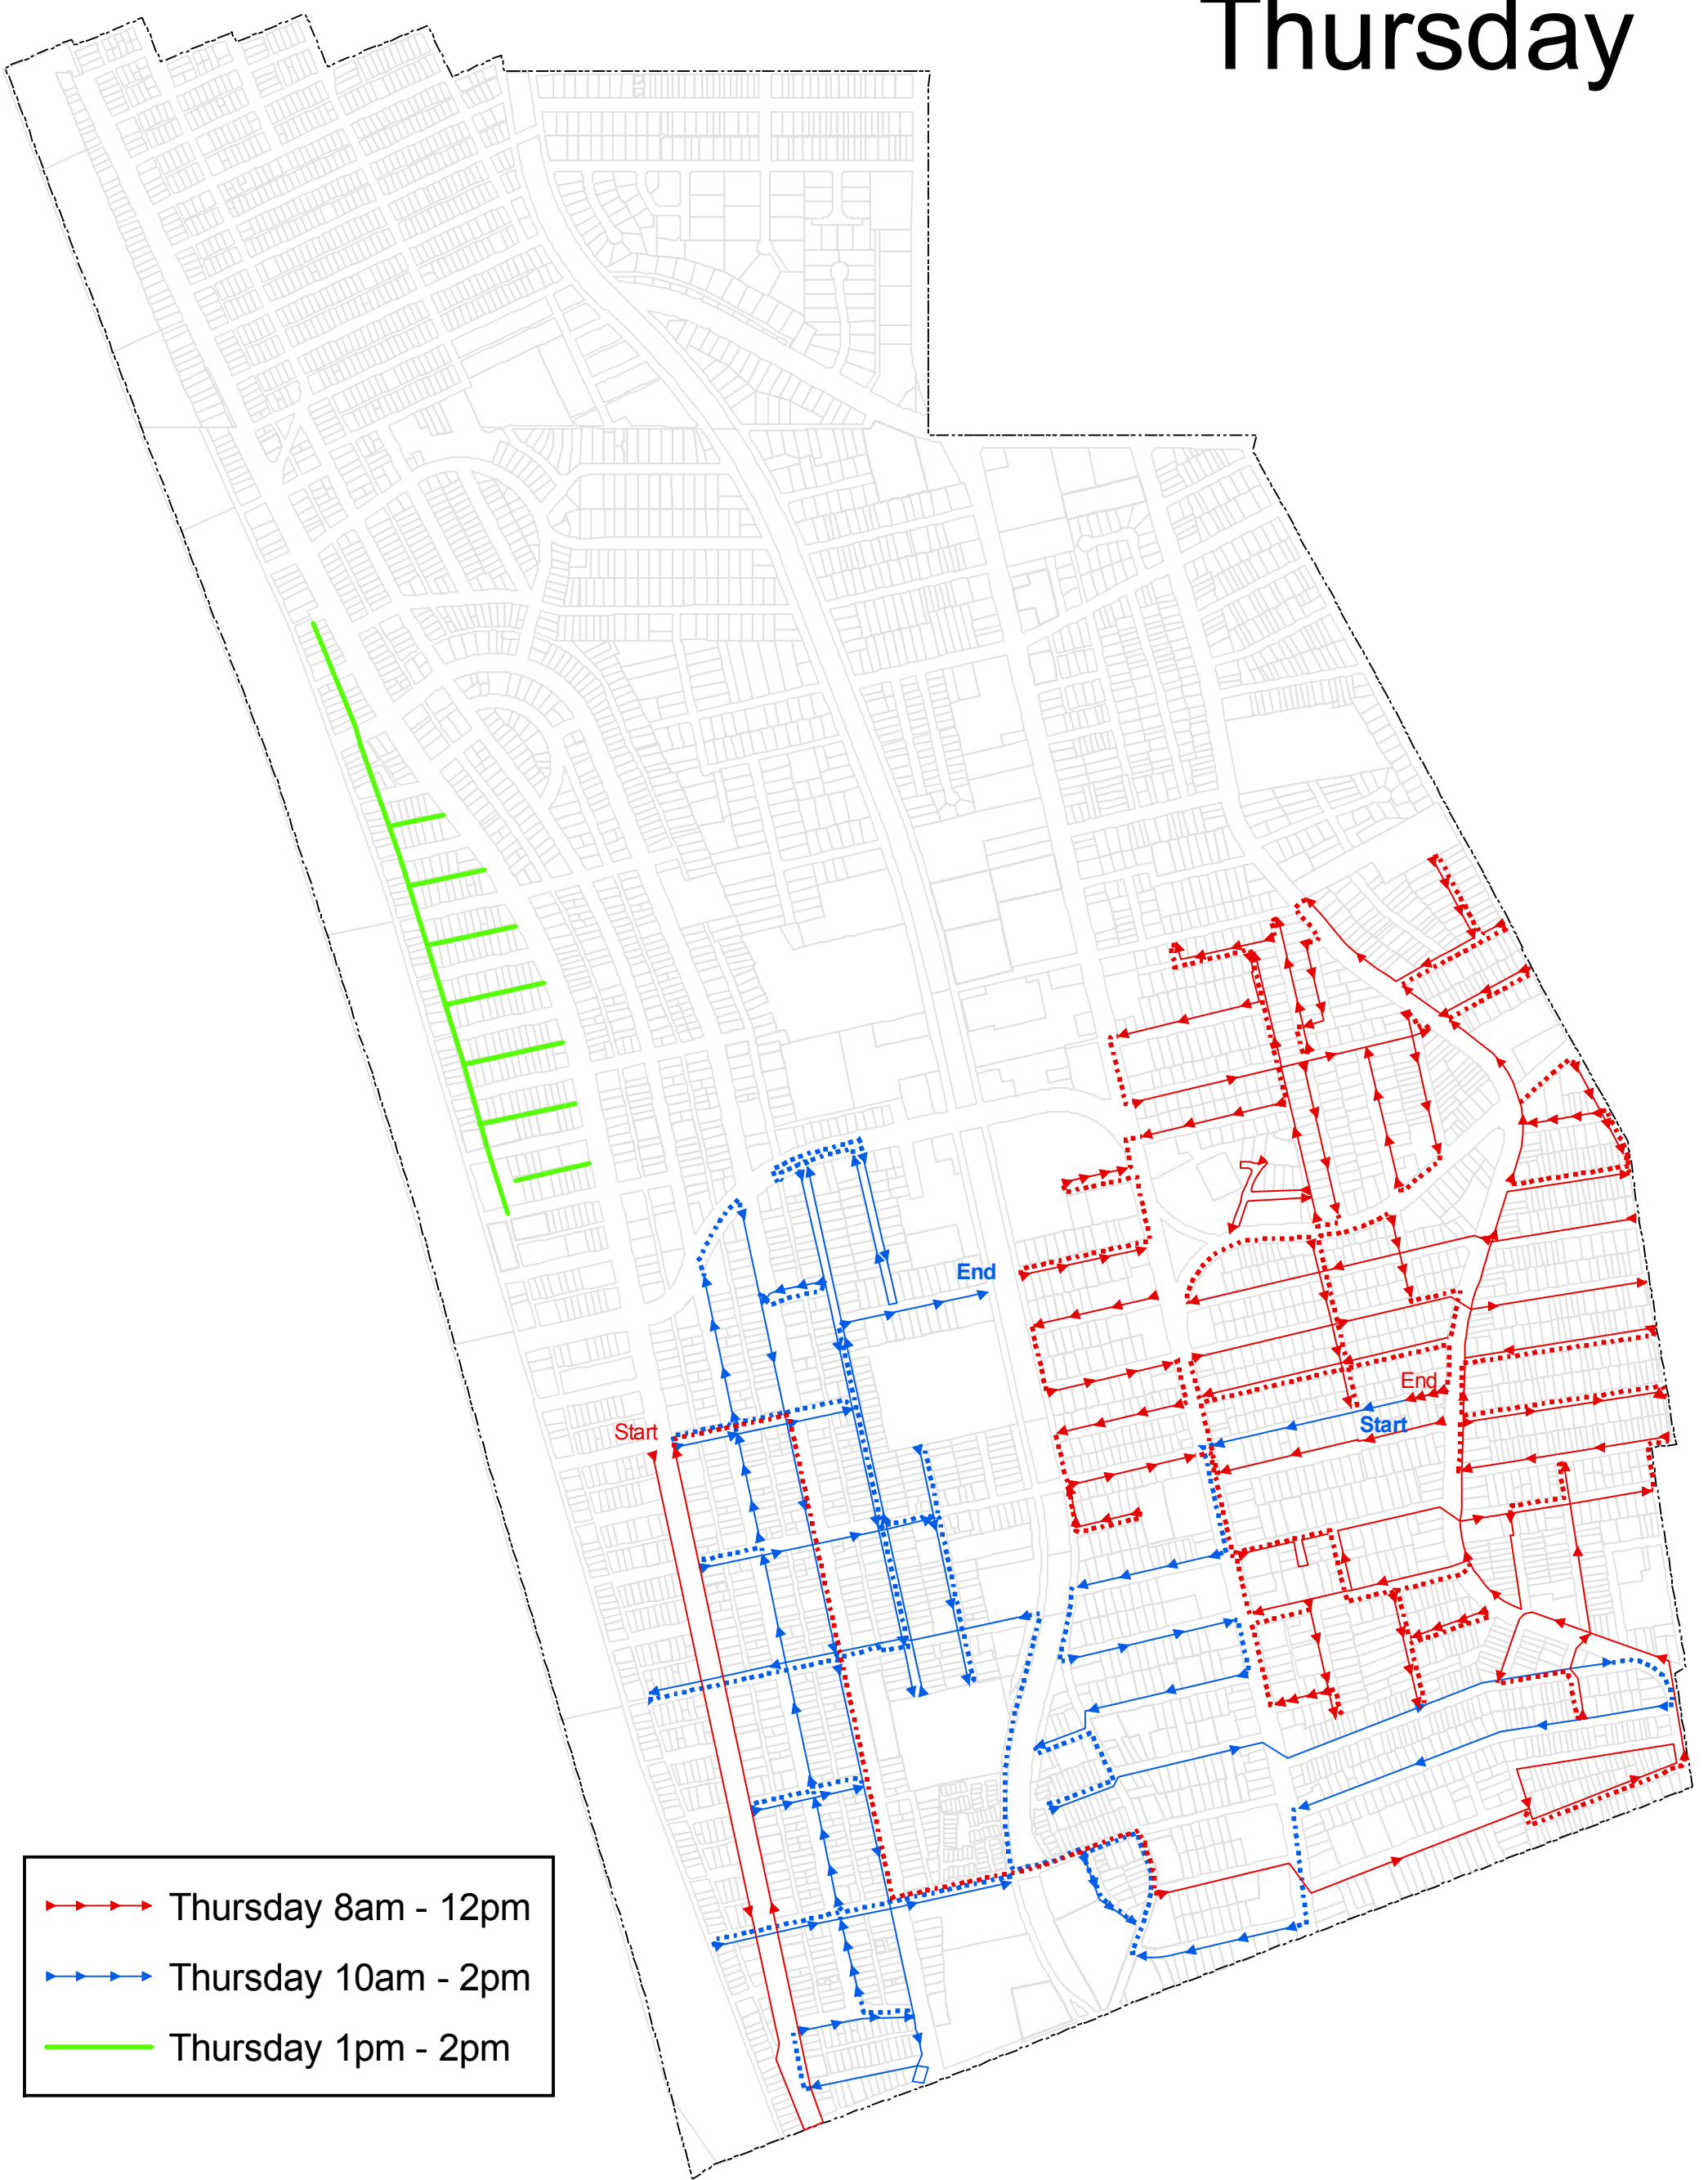 Thursday
End
End
Start
Start
Thursday 8am - 12pm
Thursday 10am - 2pm
Thursday 1pm - 2pm